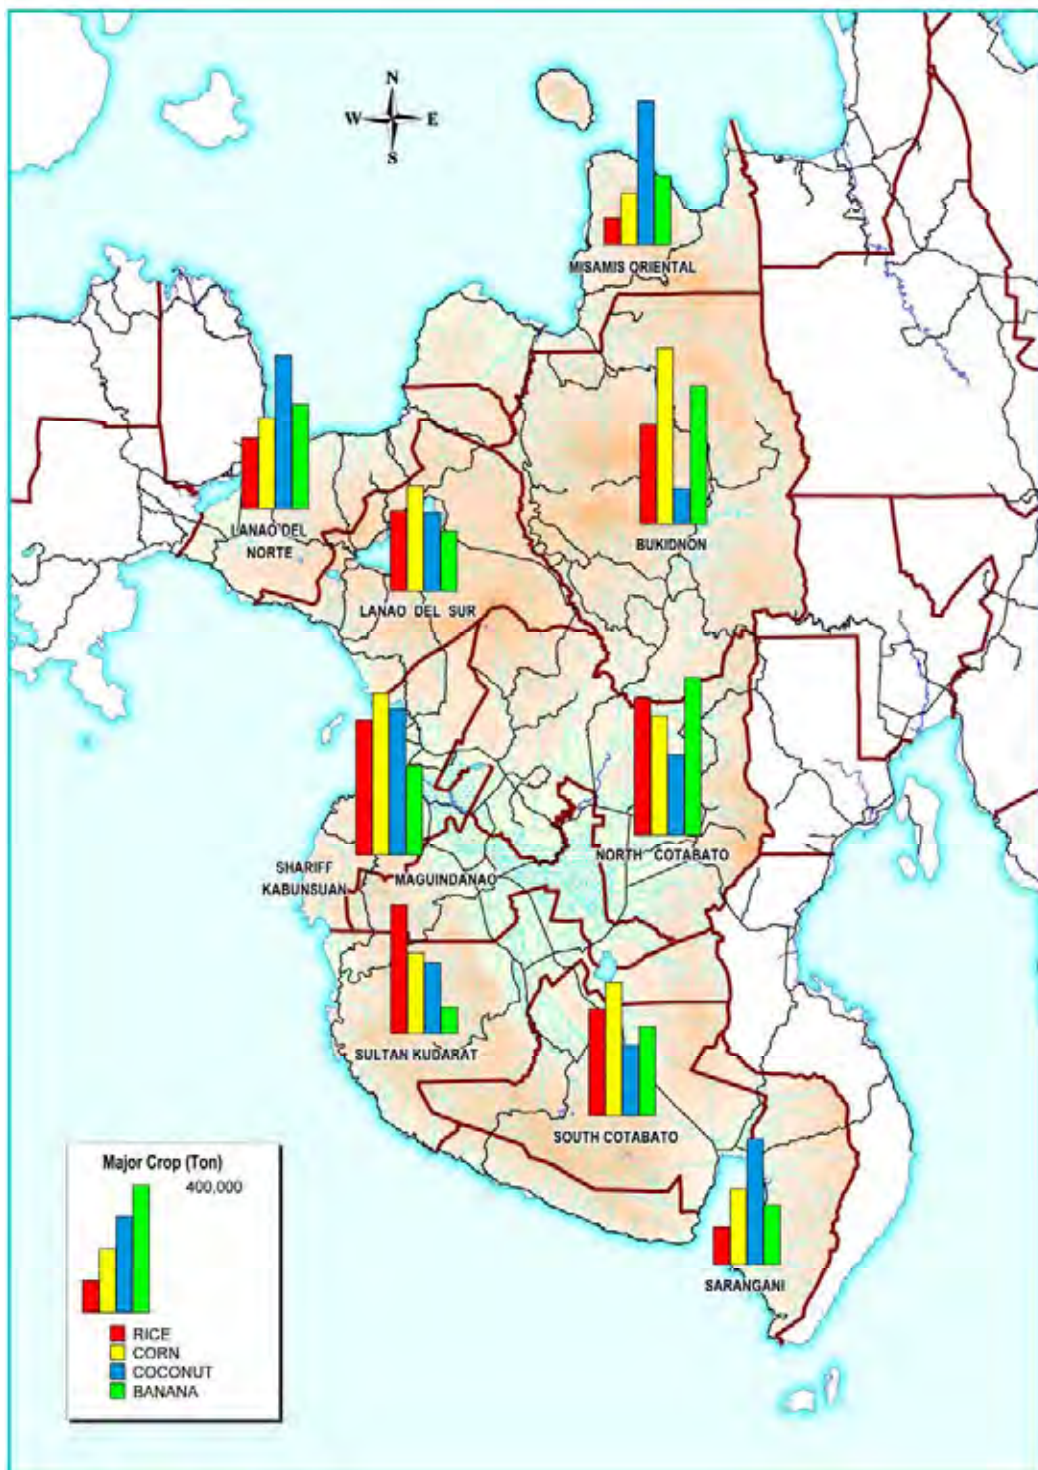 N
W E
S
MISAMIS ORIENTAL
BUKIDNON
LANAO DEL
NORTE
LANAO DEL SUR
NORTH COTABATO
SHARIFF
KABUNSUAN
MAGUINDANAO
SULTAN KUDARAT
SOUTH COTABATO
SARANGANI
Major Crop (Ton)
400,000
RICE
CORN
COCONUT
BANANA